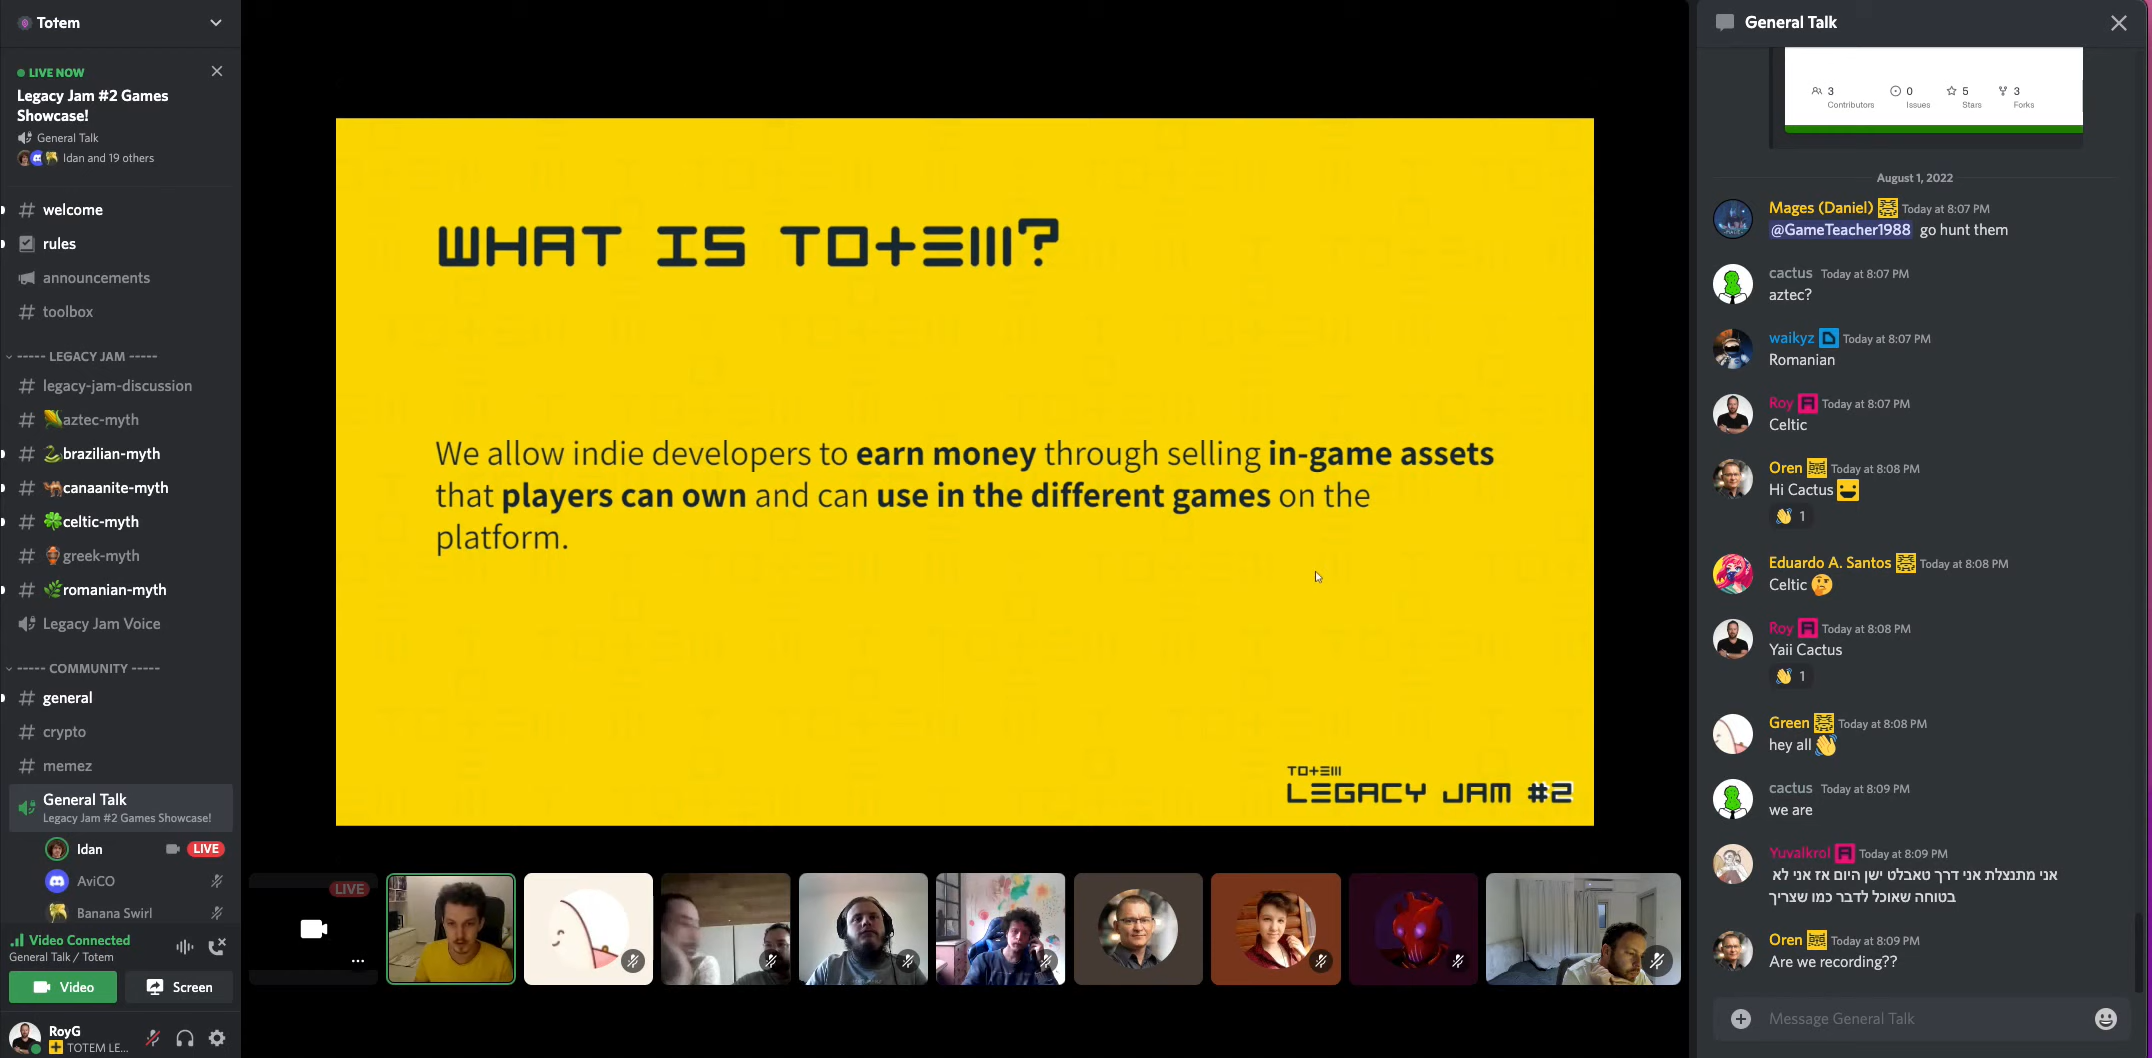 Totem
LIVE NOW
Legacy Jam #2 Games
Showcase!
General Talk
Idan and 19 others
welcome
rules
announcements
toolbox
----- LEGACY JAM -----
legacy-jam-discussion
aztec-myth
brazilian-myth
canaanite-myth
celtic-myth
greek-myth
romanian-myth
Legacy Jam Voice
----- COMMUNITY -----
general
crypto
memez
General Talk
Legacy Jam #2 Games Showcase!
Idan LIVE
AviCO
Banana Swirl
Video Connected
General Talk / Totem
Video Screen
RoyG
TOTEM LE...
WHAT IS TOTEM?
We allow indie developers to earn money through selling in-game assets
that players can own and can use in the different games on the
platform.
TOTEM
LEGACY JAM #2
LIVE
General Talk
3 0 5 3
Contributors Issues Stars Forks
August 1, 2022
Mages (Daniel) Today at 8:07 PM
@GameTeacher1988 go hunt them
cactus Today at 8:07 PM
aztec?
waikyz Today at 8:07 PM
Romanian
Roy Today at 8:07 PM
Celtic
Oren Today at 8:08 PM
Hi Cactus 😃
👋 1
Eduardo A. Santos Today at 8:08 PM
Celtic 🤔
Roy Today at 8:08 PM
Yaii Cactus
👋 1
Green Today at 8:08 PM
hey all 👋
cactus Today at 8:09 PM
we are
Yuvalkrol Today at 8:09 PM
אני מתנצלת אני דרך טאבלט ישן היום אז אני לא
בטוחה שאוכל לדבר כמו שצריך
Oren Today at 8:09 PM
Are we recording??
Message General Talk